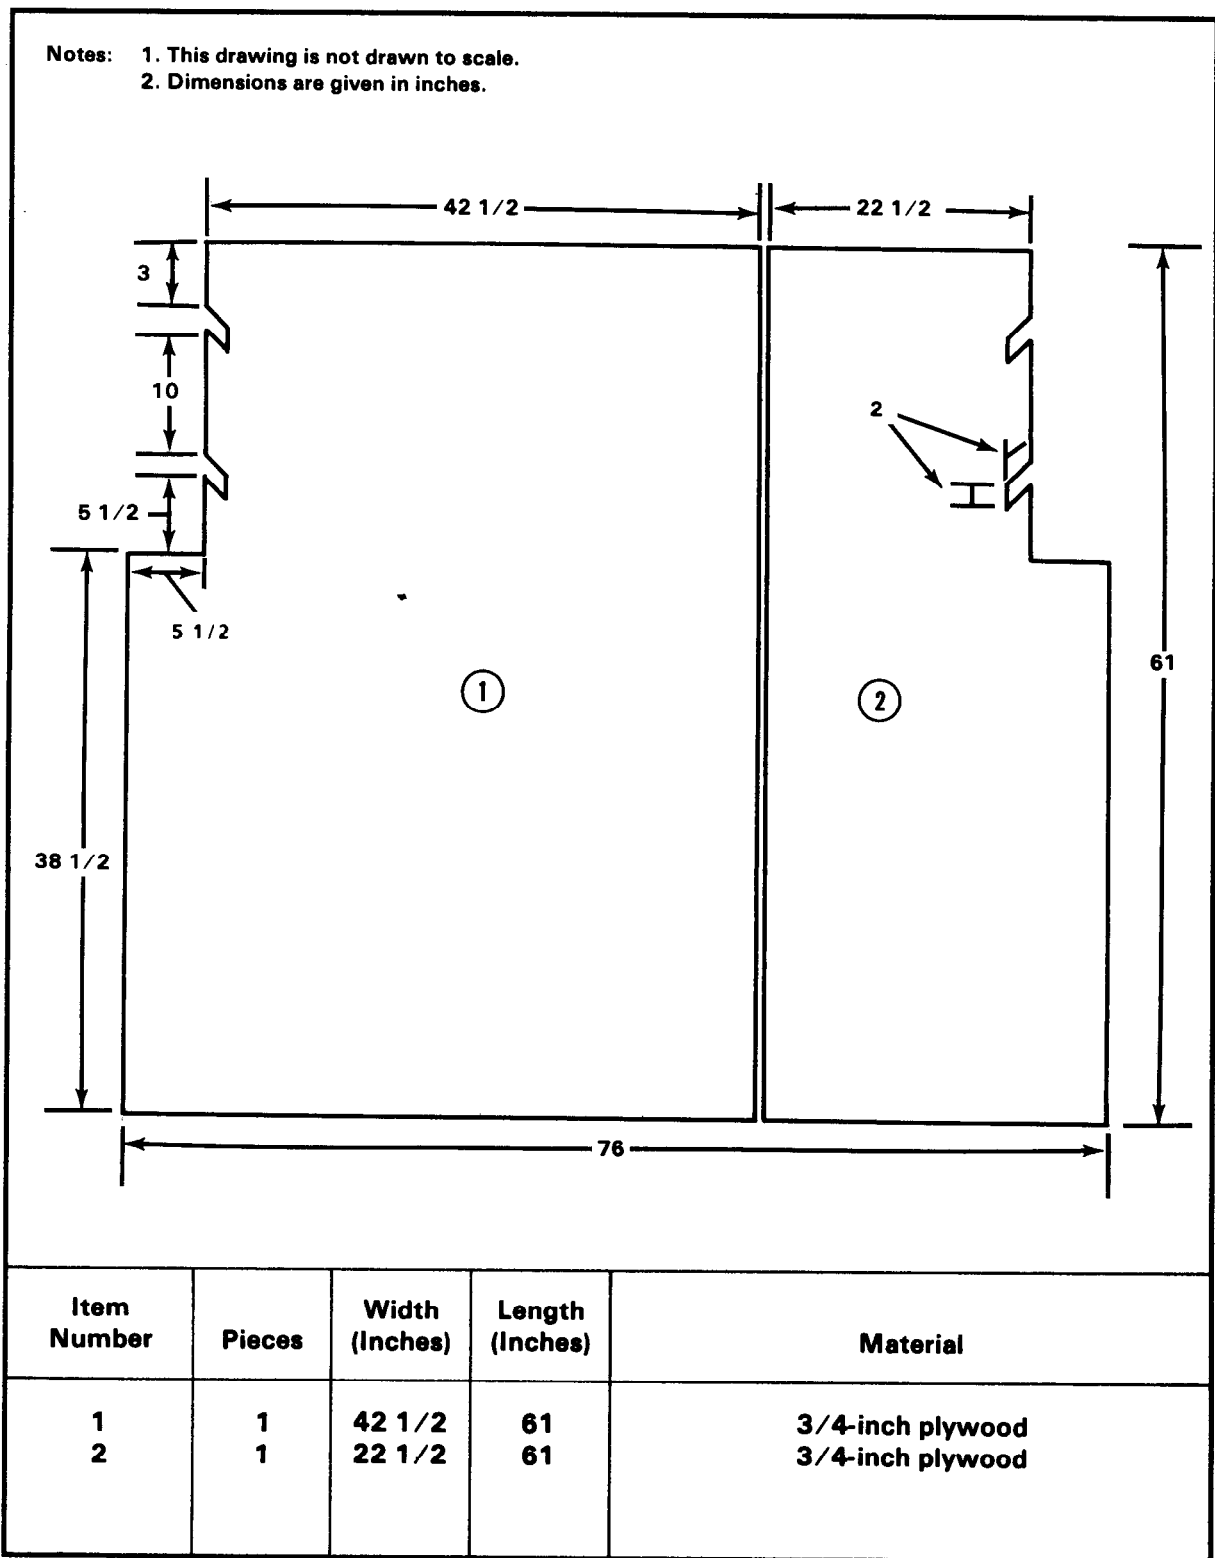 Notes: 1. This drawing is not drawn to scale.
2. Dimensions are given in inches.
42 1/2
22 1/2
3
10
2
5 1/2
5 1/2
61
1
2
38 1/2
76
Item Number Pieces Width (Inches) Length (Inches) Material
1 1 42 1/2 61 3/4-inch plywood
2 1 22 1/2 61 3/4-inch plywood